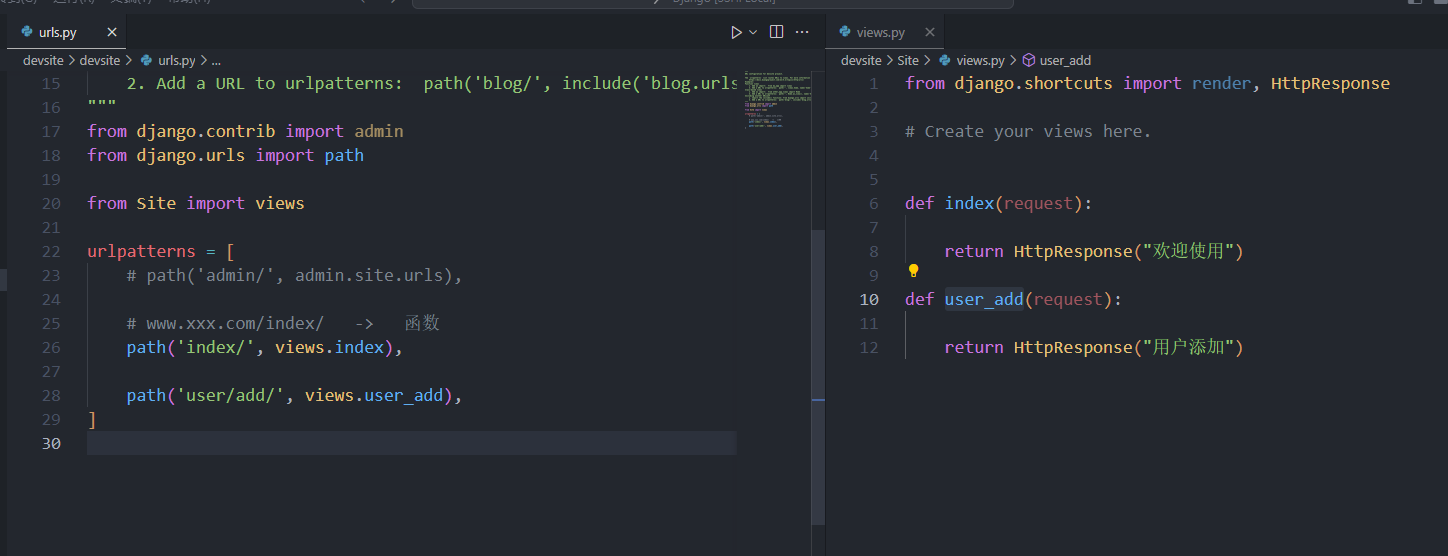 urls.py
devsite > devsite > urls.py > ...
15 2. Add a URL to urlpatterns:  path('blog/', include('blog.urls
16 """
17 from django.contrib import admin
18 from django.urls import path
19
20 from Site import views
21
22 urlpatterns = [
23     # path('admin/', admin.site.urls),
24
25     # www.xxx.com/index/   ->   函数
26     path('index/', views.index),
27
28     path('user/add/', views.user_add),
29 ]
30
views.py
devsite > Site > views.py > user_add
1 from django.shortcuts import render, HttpResponse
2
3 # Create your views here.
4
5
6 def index(request):
7
8     return HttpResponse("欢迎使用")
9
10 def user_add(request):
11
12     return HttpResponse("用户添加")